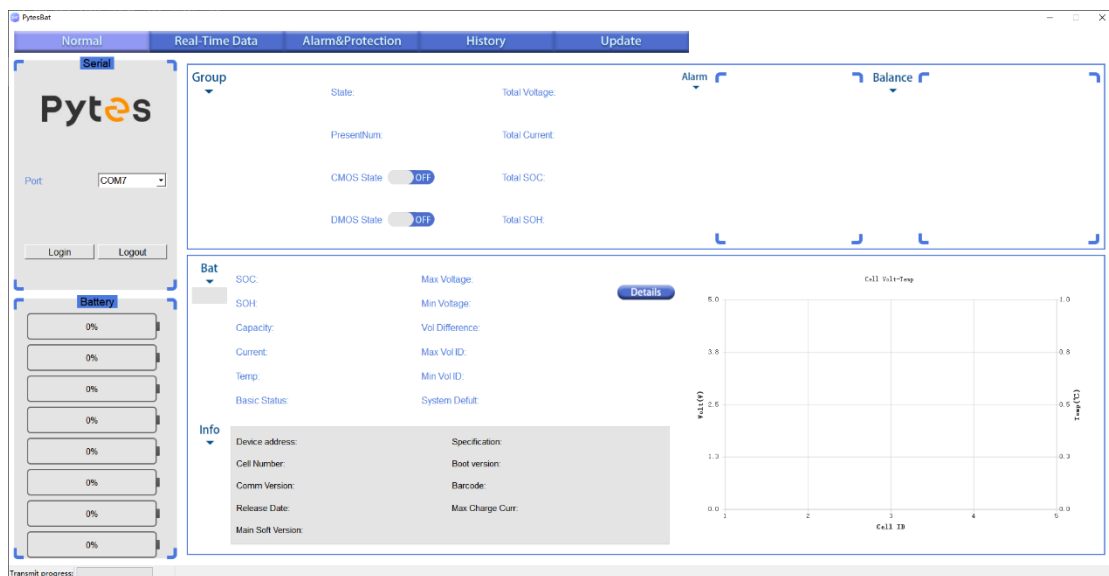 PytesBat
Normal Real-Time Data Alarm&Protection History Update
Serial
Pytes
Port: COM7
Login Logout
Battery
0%
0%
0%
0%
0%
0%
0%
0%
Group
State: Total Voltage:
PresentNum: Total Current:
CMOS State OFF Total SOC:
DMOS State OFF Total SOH:
Alarm
Balance
Bat
SOC: Max Voltage:
SOH: Min Voltage:
Capacity: Vol Difference:
Current: Max Vol ID:
Temp: Min Vol ID:
Basic Status: System Defult:
Details
Info
Device address: Specification:
Cell Number: Boot version:
Comm Version: Barcode:
Release Date: Max Charge Curr:
Main Soft Version:
Cell Volt-Temp
5.0 1.0
3.8 0.8
2.5 0.5
1.3 0.3
0.0 0.0
Volt(V)
Temp(℃)
1 2 3 4 5
Cell ID
Transmit progress: